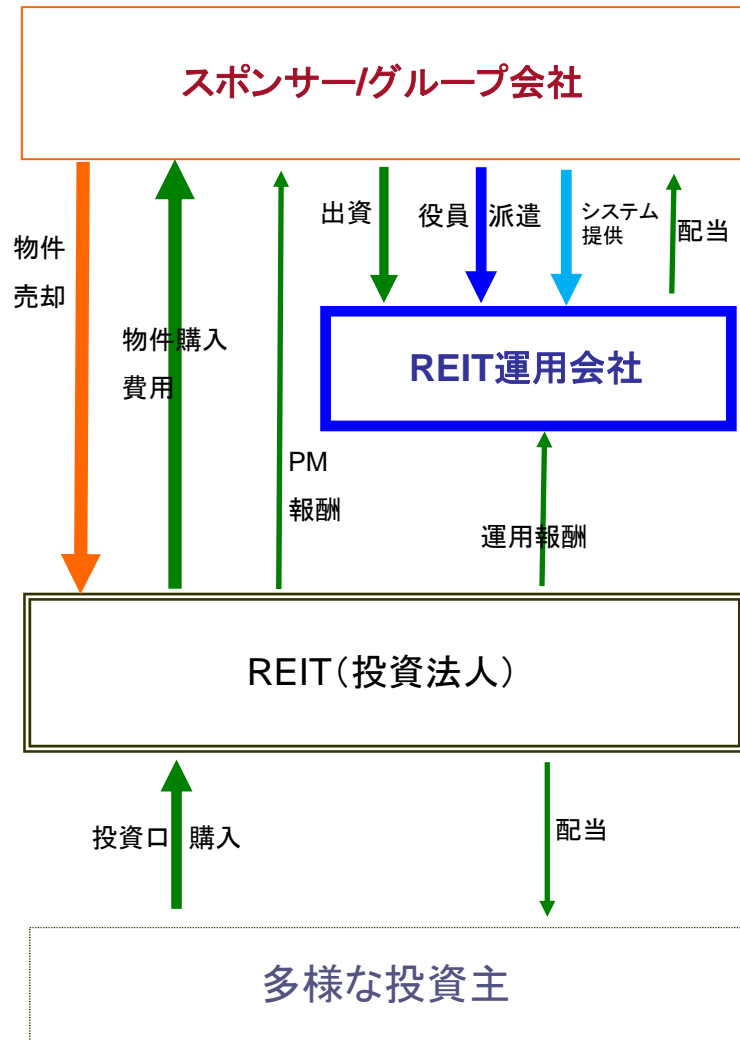 スポンサー/グループ会社
物件
売却
物件購入
費用
PM
報酬
出資
役員 派遣
システム
提供
配当
REIT運用会社
運用報酬
REIT(投資法人)
投資口 購入
配当
多様な投資主